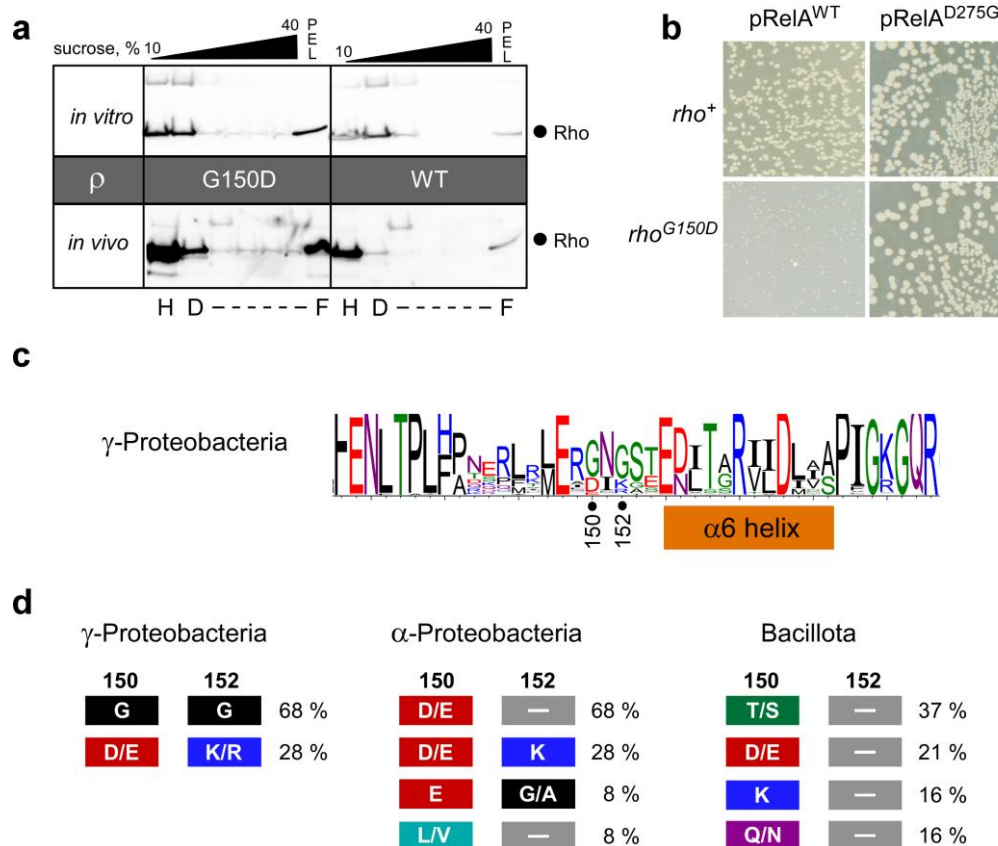 a
sucrose, % 10 40 PEL 10 40 PEL
in vitro ● Rho
ρ G150D WT
in vivo ● Rho
H D – – – – – – F H D – – – – – – F
b
pRelA^WT pRelA^D275G
rho^+
rho^G150D
c
γ-Proteobacteria
150 152
α6 helix
d
γ-Proteobacteria
150 152
G G 68 %
D/E K/R 28 %
α-Proteobacteria
150 152
D/E — 68 %
D/E K 28 %
E G/A 8 %
L/V — 8 %
Bacillota
150 152
T/S — 37 %
D/E — 21 %
K — 16 %
Q/N — 16 %